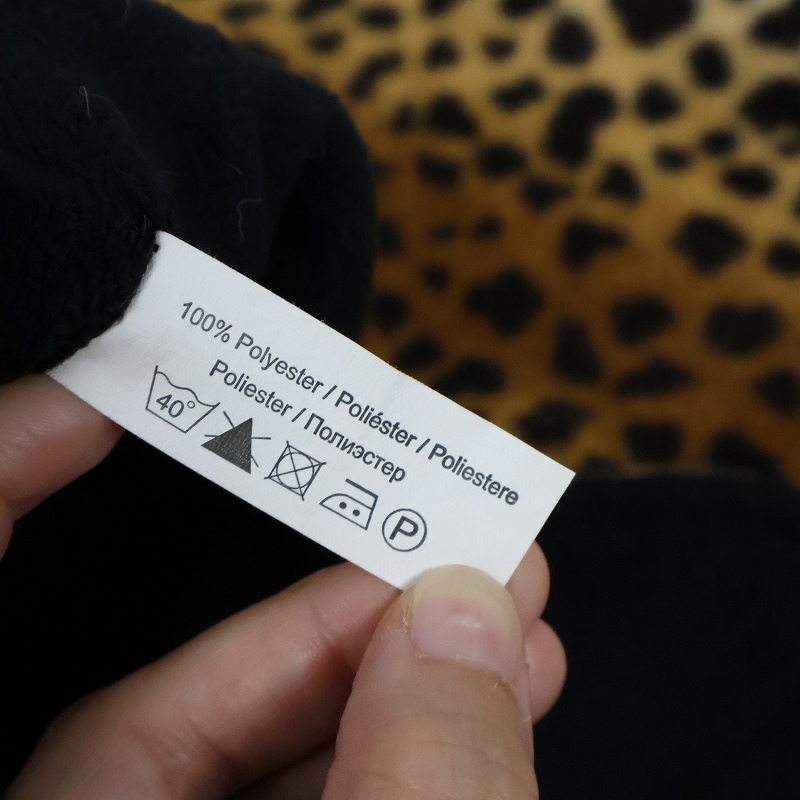 100% Polyester / Poliéster / Poliestere
Poliester / Полиэстер
40°
P